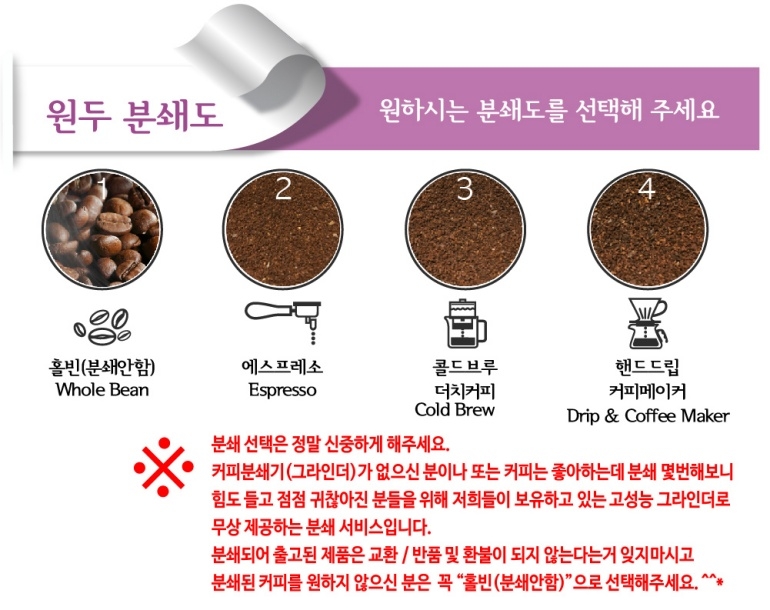 원두 분쇄도
원하시는 분쇄도를 선택해 주세요
1
2
3
4
홀빈(분쇄안함)
Whole Bean
에스프레소
Espresso
콜드브루
더치커피
Cold Brew
핸드드립
커피메이커
Drip & Coffee Maker
※
분쇄 선택은 정말 신중하게 해주세요.
커피분쇄기(그라인더)가 없으신 분이나 또는 커피는 좋아하는데 분쇄 몇번해보니
힘도 들고 점점 귀찮아진 분들을 위해 저희들이 보유하고 있는 고성능 그라인더로
무상 제공하는 분쇄 서비스입니다.
분쇄되어 출고된 제품은 교환 / 반품 및 환불이 되지 않는다는거 잊지마시고
분쇄된 커피를 원하지 않으신 분은 꼭 “홀빈(분쇄안함)”으로 선택해주세요. ^^*